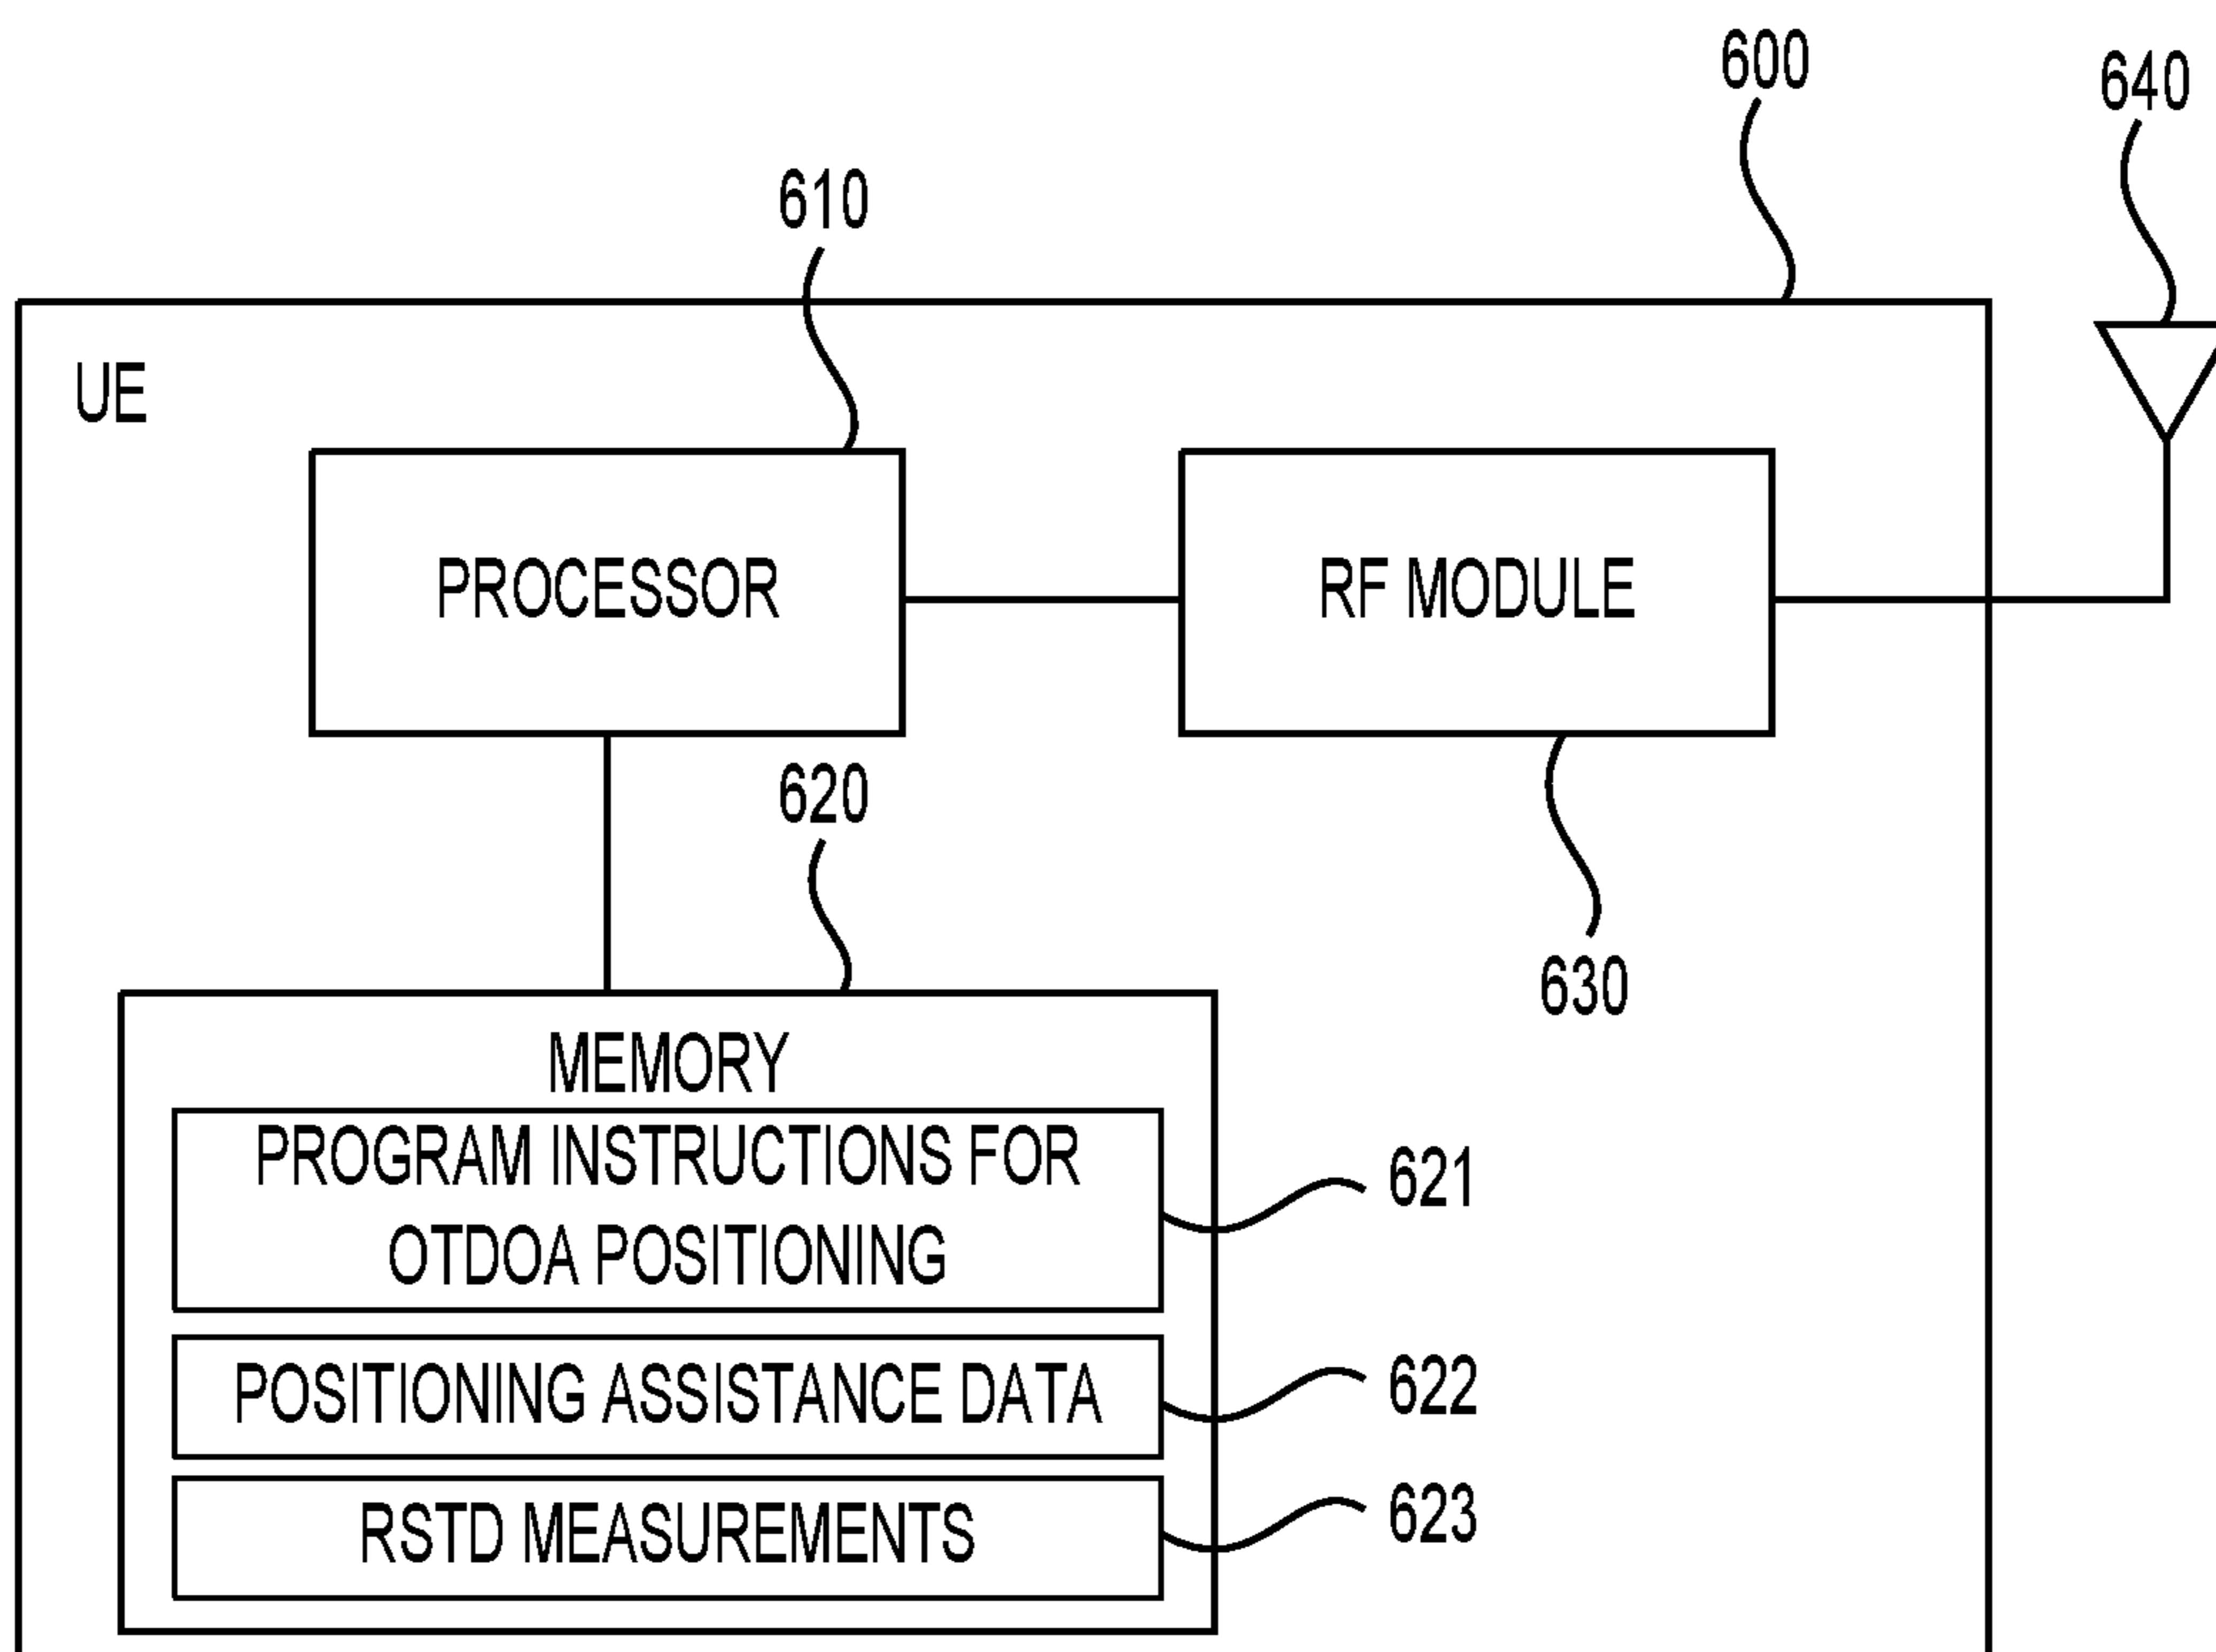 600
640
610
UE
PROCESSOR
RF MODULE
620
630
MEMORY
PROGRAM INSTRUCTIONS FOR
OTDOA POSITIONING
621
POSITIONING ASSISTANCE DATA
622
RSTD MEASUREMENTS
623